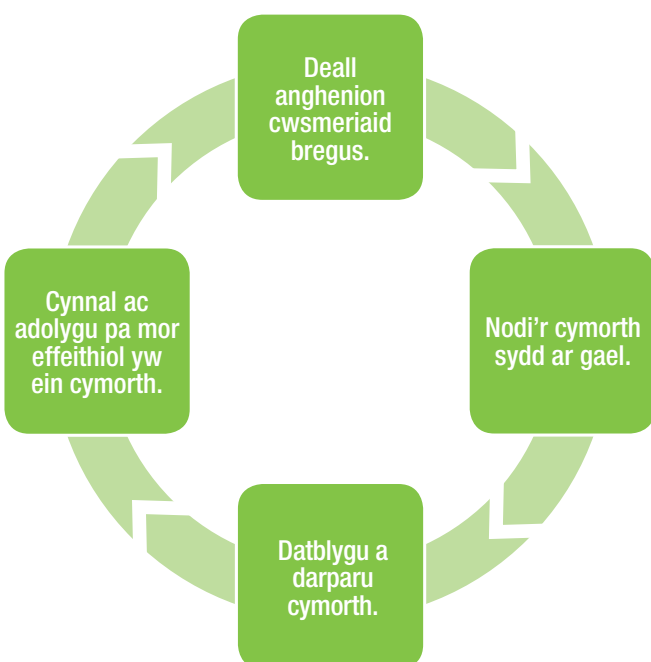 Deall
anghenion
cwsmeriaid
bregus.
Nodi'r cymorth
sydd ar gael.
Datblygu a
darparu
cymorth.
Cynnal ac
adolygu pa mor
effeithiol yw
ein cymorth.